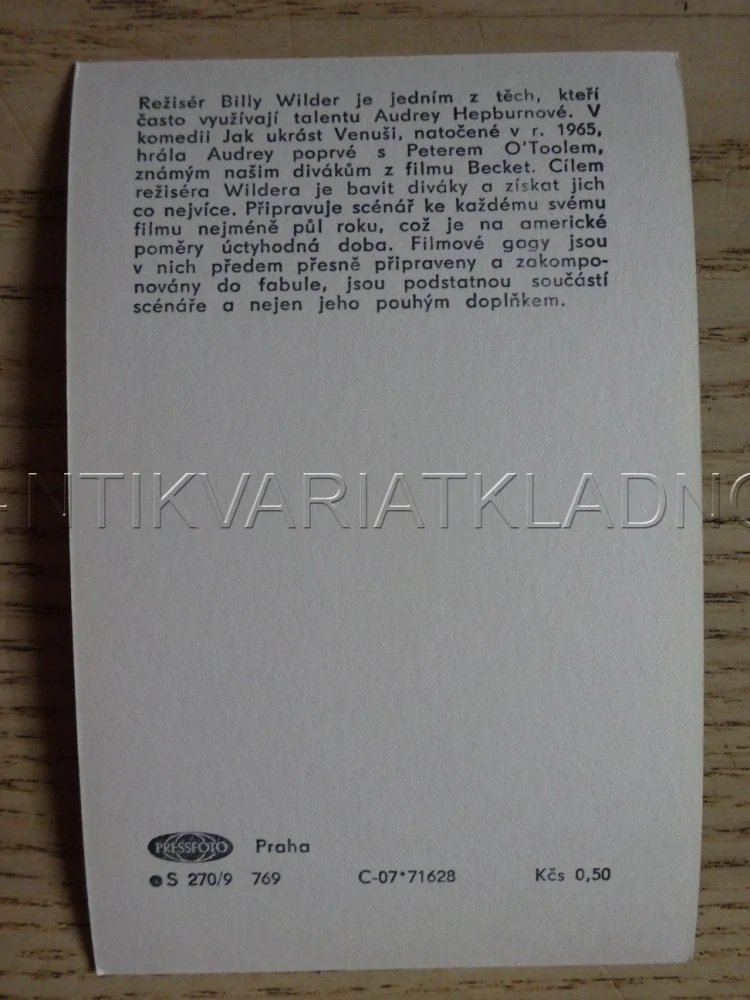 Režisér Billy Wilder je jedním z těch, kteří
často využívají talentu Audrey Hepburnové. V
komedii Jak ukrást Venuši, natočené v r. 1965,
hrála Audrey poprvé s Peterem O'Toolem,
známým našim divákům z filmu Becket. Cílem
režiséra Wildera je bavit diváky a získat jich
co nejvíce. Připravuje scénář ke každému svému
filmu nejméně půl roku, což je na americké
poměry úctyhodná doba. Filmové gagy jsou
v nich předem přesně připraveny a zakompo-
novány do fabule, jsou podstatnou součástí
scénáře a nejen jeho pouhým doplňkem.
NTIKVARIATKLADNO
PRESSFOTO Praha
S 270/9 769 C-07*71628 Kčs 0,50